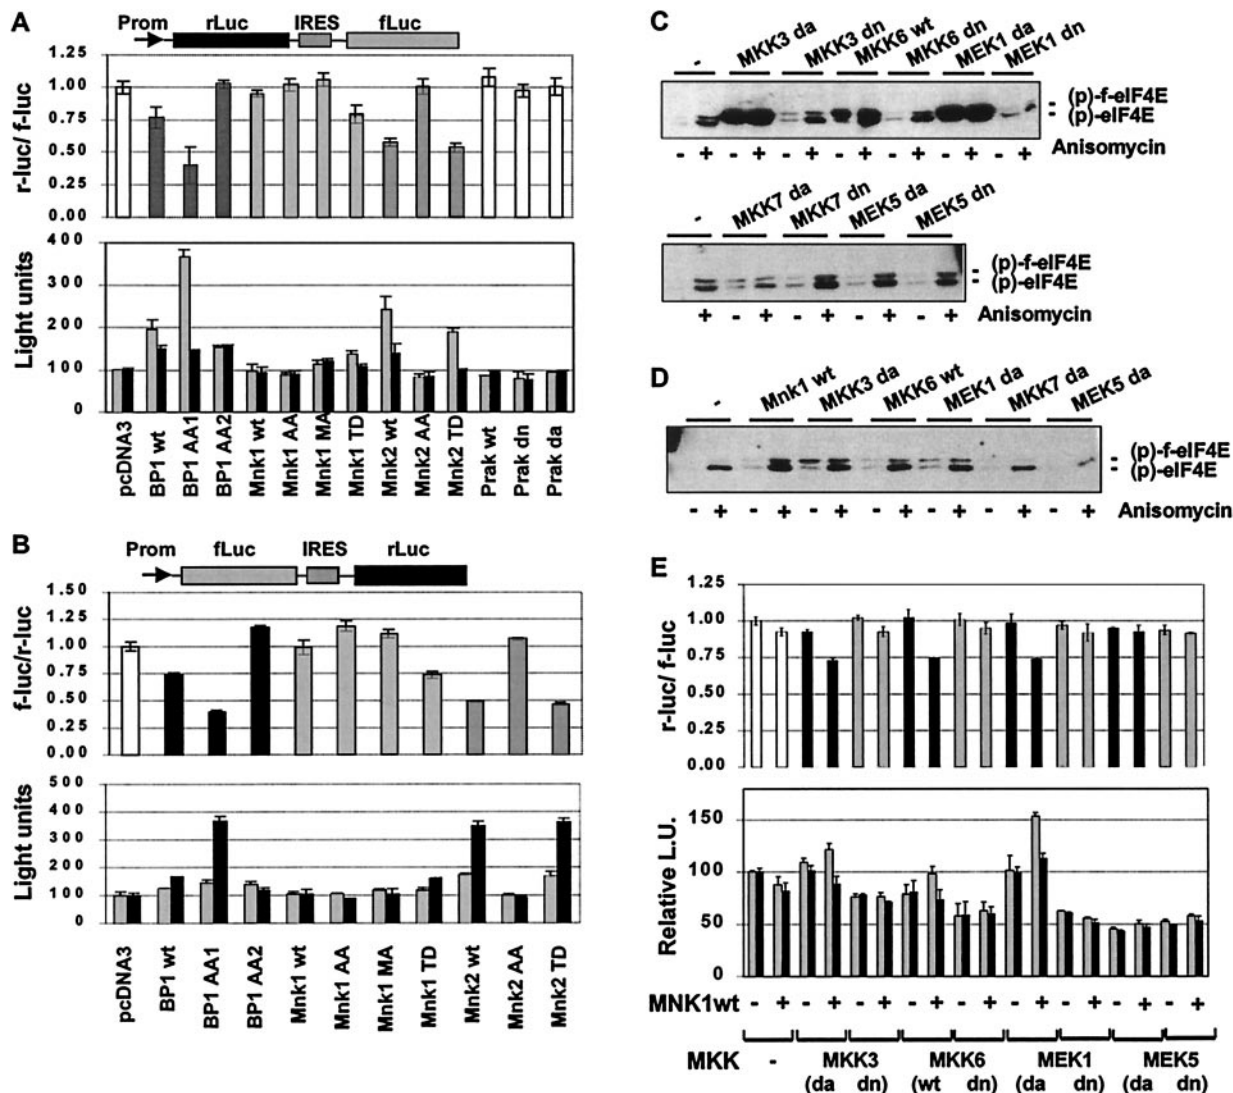 A
Prom rLuc IRES fLuc
r-luc/ f-luc
1.25
1.00
0.75
0.50
0.25
0.00
Light units
400
300
200
100
0
pcDNA3
BP1 wt
BP1 AA1
BP1 AA2
Mnk1 wt
Mnk1 AA
Mnk1 MA
Mnk1 TD
Mnk2 wt
Mnk2 AA
Mnk2 TD
Prak wt
Prak dn
Prak da
B
Prom fLuc IRES rLuc
f-luc/r-luc
1.50
1.25
1.00
0.75
0.50
0.25
0.00
Light units
500
400
300
200
100
0
pcDNA3
BP1 wt
BP1 AA1
BP1 AA2
Mnk1 wt
Mnk1 AA
Mnk1 MA
Mnk1 TD
Mnk2 wt
Mnk2 AA
Mnk2 TD
C
- MKK3 da MKK3 dn MKK6 wt MKK6 dn MEK1 da MEK1 dn
- (p)-f-eIF4E
- (p)-eIF4E
- + - + - + - + - + - + - +
Anisomycin
- MKK7 da MKK7 dn MEK5 da MEK5 dn
- (p)-f-eIF4E
- (p)-eIF4E
+ - + - + - + - + Anisomycin
D
- Mnk1 wt MKK3 da MKK6 wt MEK1 da MKK7 da MEK5 da
- (p)-f-eIF4E
- (p)-eIF4E
- + - + - + - + - + - + - + Anisomycin
E
r-luc/ f-luc
1.25
1.00
0.75
0.50
0.25
0.00
Relative L.U.
150
100
50
0
MNK1wt - + - + - + - + - + - + - + - + - +
MKK - MKK3 MKK6 MEK1 MEK5
(da dn) (wt dn) (da dn) (da dn)